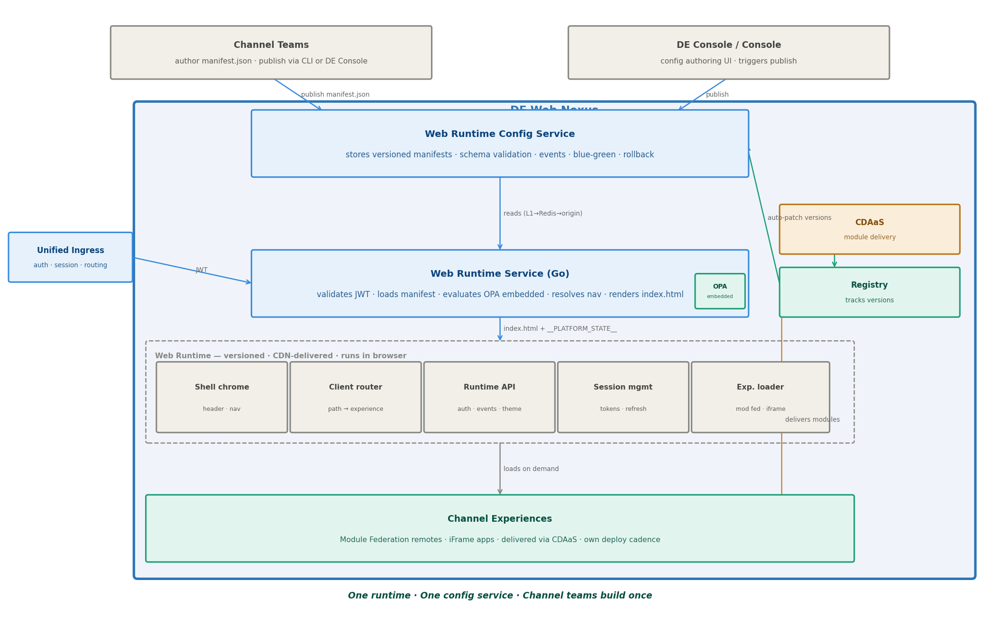 Channel Teams
author manifest.json · publish via CLI or DE Console
DE Console / Console
config authoring UI · triggers publish
publish manifest.json
publish
DE Web Nexus
Web Runtime Config Service
stores versioned manifests · schema validation · events · blue-green · rollback
reads (L1→Redis→origin)
auto-patch versions
CDAaS
module delivery
Unified Ingress
auth · session · routing
JWT
Web Runtime Service (Go)
validates JWT · loads manifest · evaluates OPA embedded · resolves nav · renders index.html
OPA
embedded
Registry
tracks versions
index.html + __PLATFORM_STATE__
Web Runtime — versioned · CDN-delivered · runs in browser
Shell chrome
header · nav
Client router
path → experience
Runtime API
auth · events · theme
Session mgmt
tokens · refresh
Exp. loader
mod fed · iframe
delivers modules
loads on demand
Channel Experiences
Module Federation remotes · iFrame apps · delivered via CDAaS · own deploy cadence
One runtime · One config service · Channel teams build once